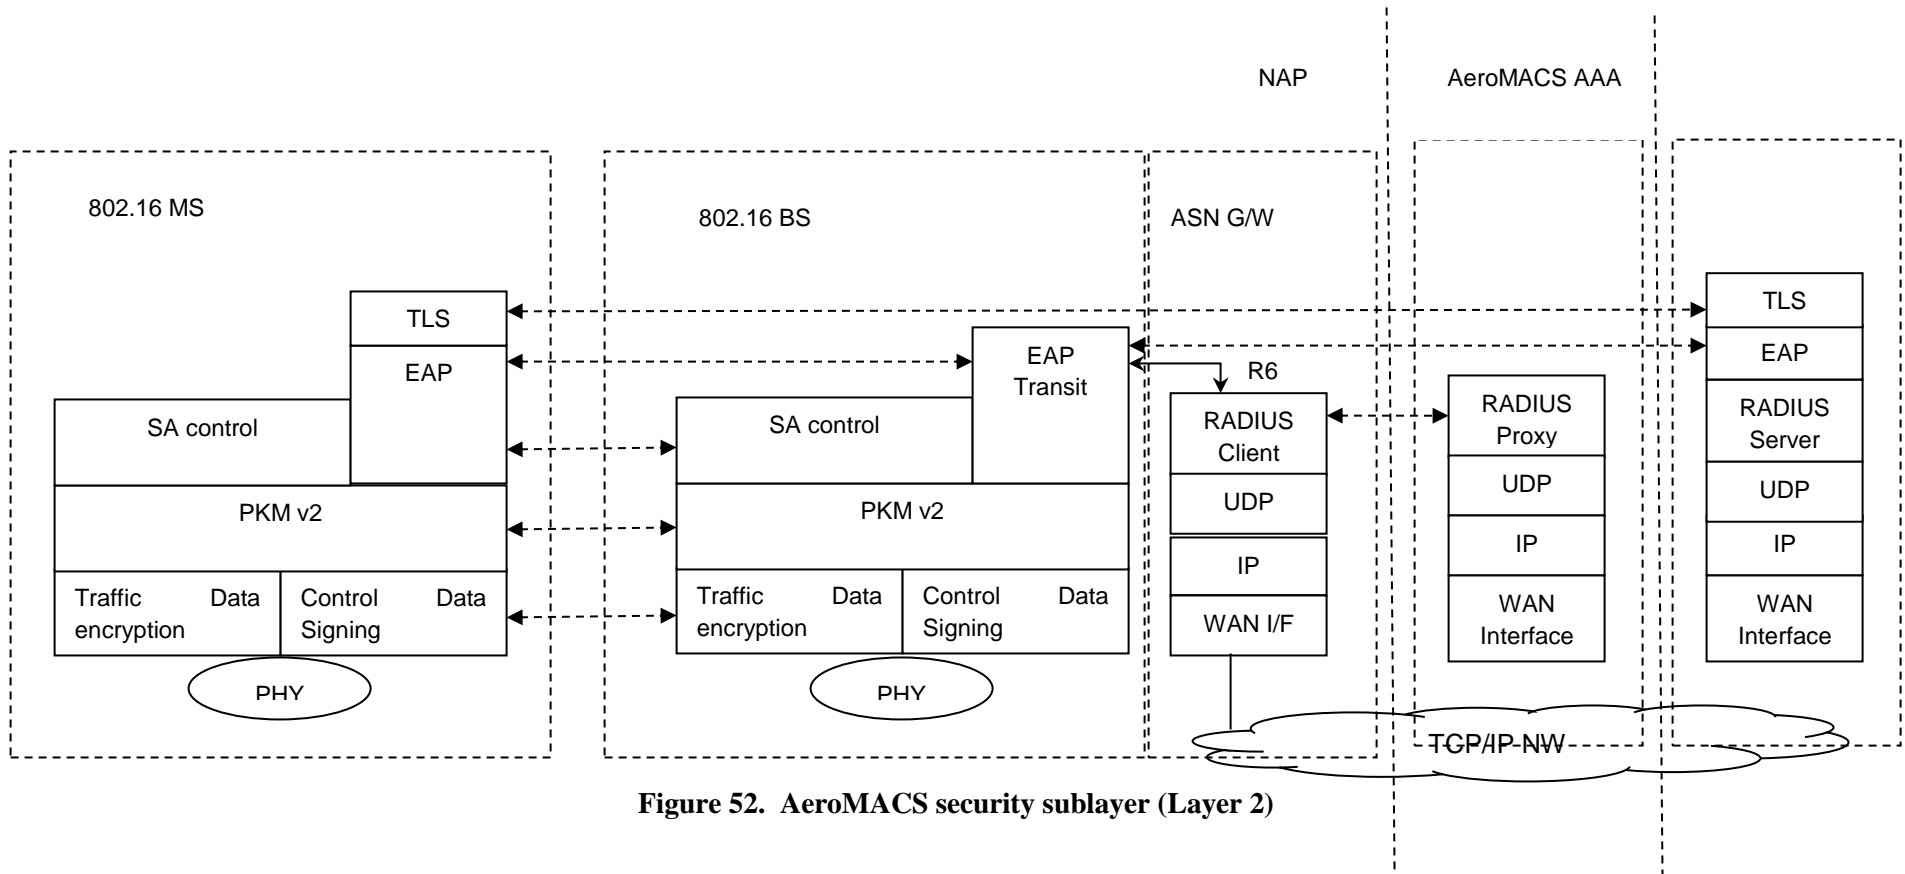 NAP
AeroMACS AAA
802.16 MS
TLS
EAP
SA control
PKM v2
Traffic Data
encryption
Control Data
Signing
PHY
802.16 BS
EAP
Transit
SA control
PKM v2
Traffic Data
encryption
Control Data
Signing
PHY
ASN G/W
R6
RADIUS
Client
UDP
IP
WAN I/F
RADIUS
Proxy
UDP
IP
WAN
Interface
TLS
EAP
RADIUS
Server
UDP
IP
WAN
Interface
TCP/IP NW
Figure 52. AeroMACS security sublayer (Layer 2)